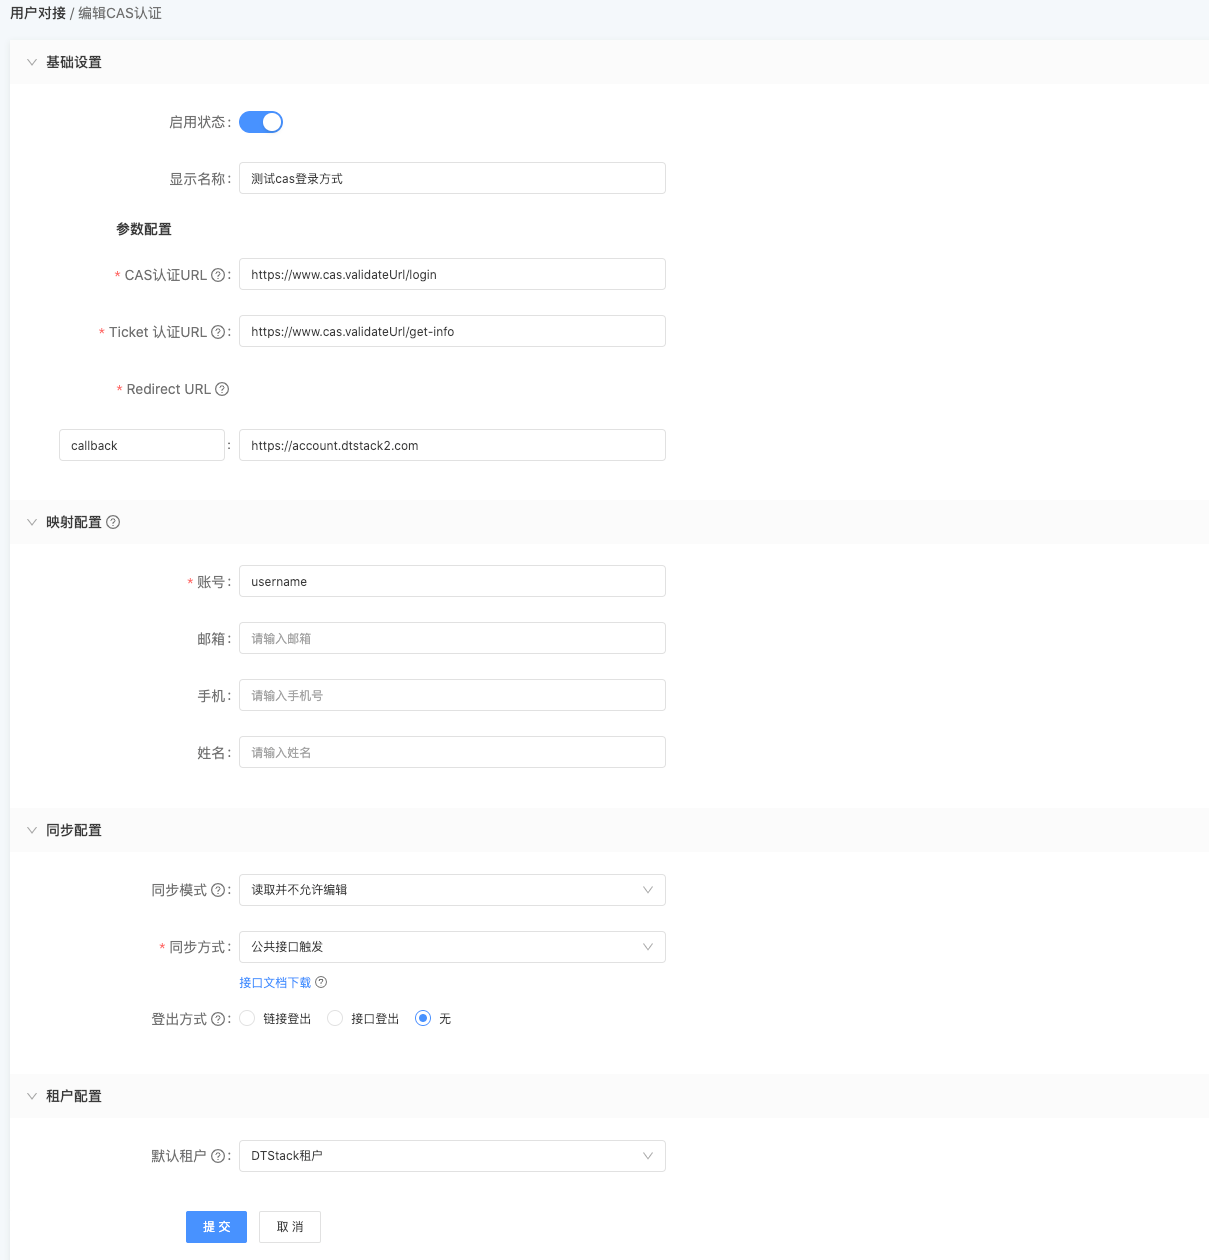 用户对接 / 编辑CAS认证
基础设置
启用状态：
显示名称： 测试cas登录方式
参数配置
* CAS认证URL ?： https://www.cas.validateUrl/login
* Ticket 认证URL ?： https://www.cas.validateUrl/get-info
* Redirect URL ?
callback ： https://account.dtstack2.com
映射配置 ?
* 账号： username
邮箱： 请输入邮箱
手机： 请输入手机号
姓名： 请输入姓名
同步配置
同步模式 ?： 读取并不允许编辑
* 同步方式： 公共接口触发
接口文档下载 ?
登出方式 ?： 链接登出 接口登出 无
租户配置
默认租户 ?： DTStack租户
提 交 取 消